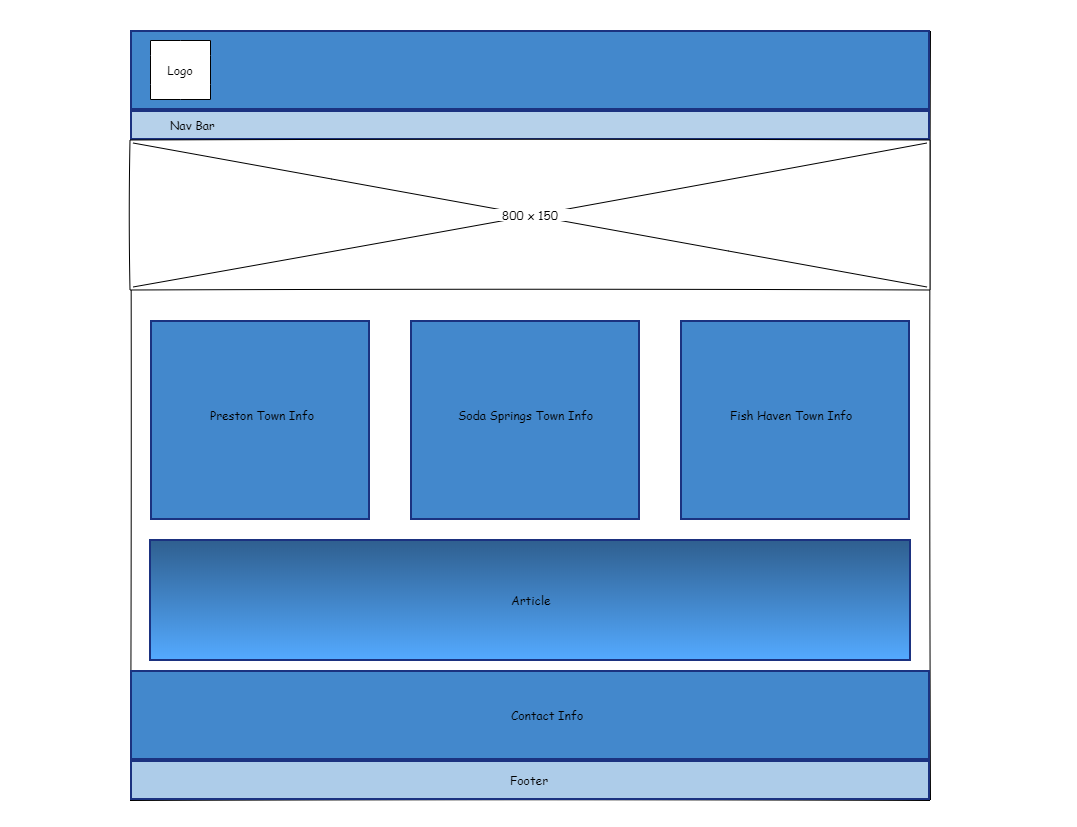 Logo
Nav Bar
800 x 150
Preston Town Info
Soda Springs Town Info
Fish Haven Town Info
Article
Contact Info
Footer